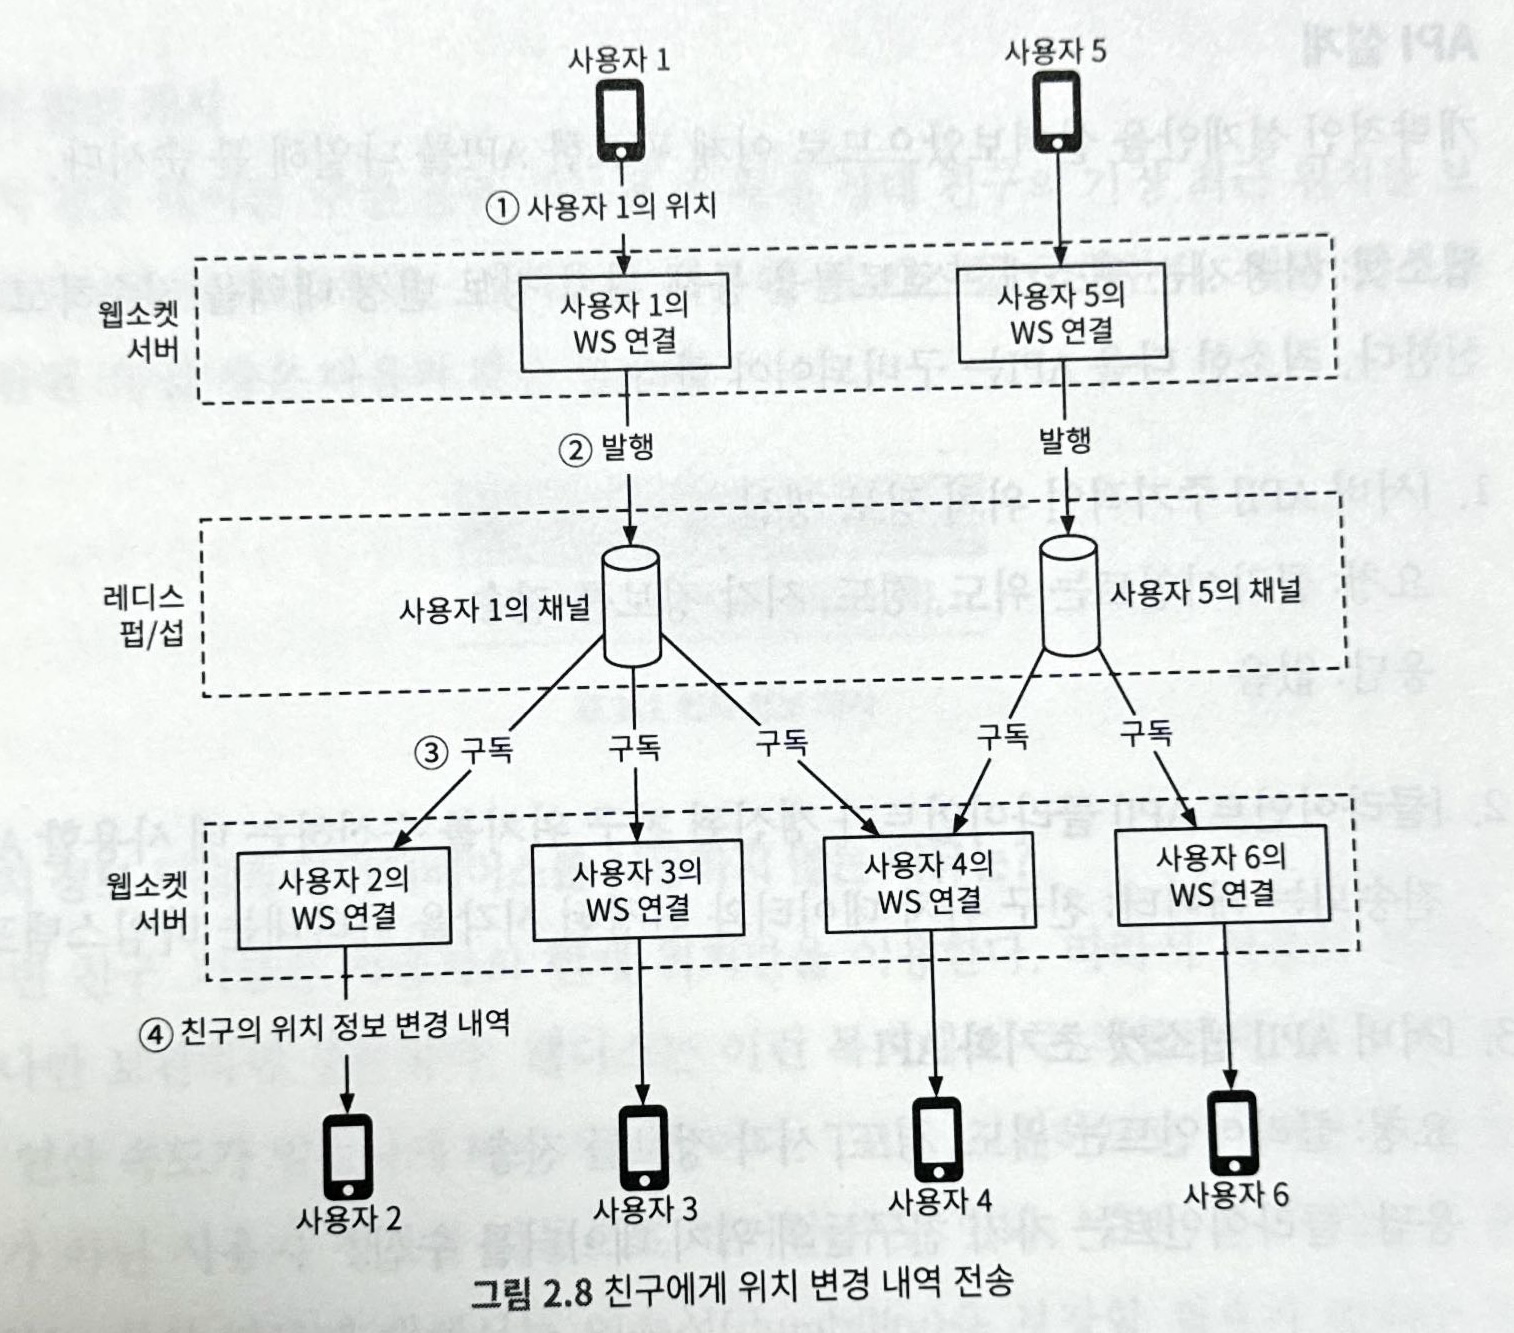 사용자 1
사용자 5
① 사용자 1의 위치
웹소켓
서버
사용자 1의
WS 연결
사용자 5의
WS 연결
② 발행
발행
레디스
펍/섭
사용자 1의 채널
사용자 5의 채널
③ 구독
구독
구독
구독
구독
웹소켓
서버
사용자 2의
WS 연결
사용자 3의
WS 연결
사용자 4의
WS 연결
사용자 6의
WS 연결
④ 친구의 위치 정보 변경 내역
사용자 2
사용자 3
사용자 4
사용자 6
그림 2.8 친구에게 위치 변경 내역 전송